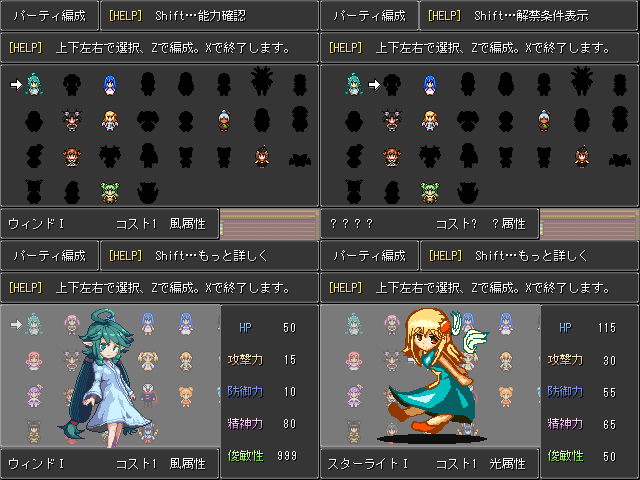 パーティ編成 [HELP] Shift…能力確認
[HELP] 上下左右で選択、Zで編成。Xで終了します。
ウィンドⅠ コスト1 風属性
パーティ編成 [HELP] Shift…解禁条件表示
[HELP] 上下左右で選択、Zで編成。Xで終了します。
???? コスト? ?属性
パーティ編成 [HELP] Shift…もっと詳しく
[HELP] 上下左右で選択、Zで編成。Xで終了します。
HP 50
攻撃力 15
防御力 10
精神力 80
俊敏性 999
ウィンドⅠ コスト1 風属性
パーティ編成 [HELP] Shift…もっと詳しく
[HELP] 上下左右で選択、Zで編成。Xで終了します。
HP 115
攻撃力 30
防御力 55
精神力 65
俊敏性 50
スターライトⅠ コスト1 光属性